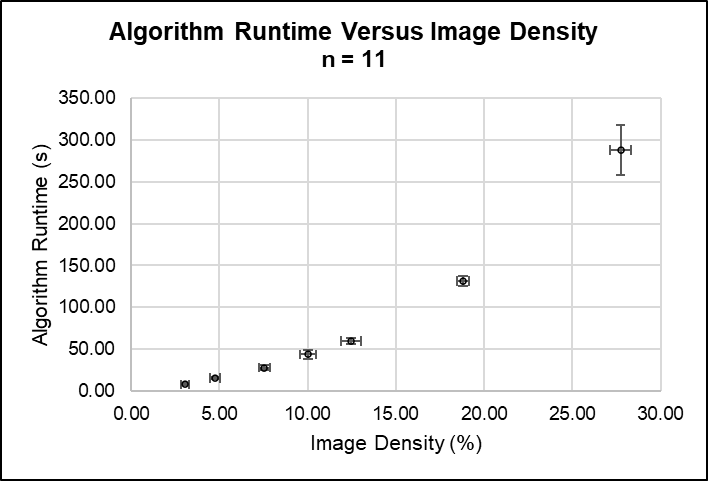 Algorithm Runtime Versus Image Density
n = 11
350.00
300.00
250.00
200.00
150.00
100.00
50.00
0.00
Algorithm Runtime (s)
0.00 5.00 10.00 15.00 20.00 25.00 30.00
Image Density (%)